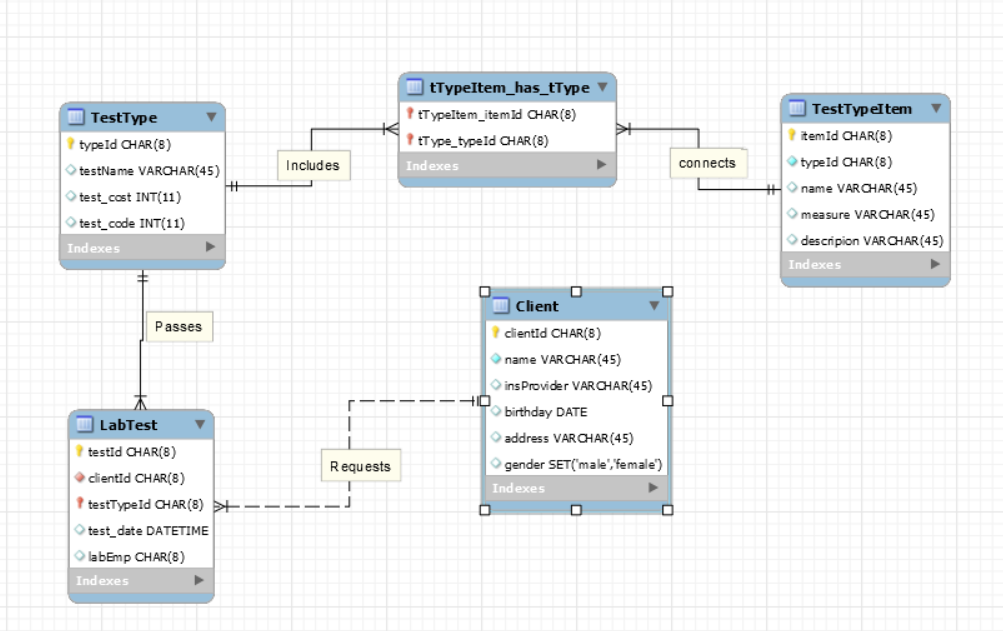 TestType
typeId CHAR(8)
testName VARCHAR(45)
test_cost INT(11)
test_code INT(11)
Indexes
Includes
tTypeItem_has_tType
tTypeItem_itemId CHAR(8)
tType_typeId CHAR(8)
Indexes
connects
TestTypeItem
itemId CHAR(8)
typeId CHAR(8)
name VARCHAR(45)
measure VARCHAR(45)
descripion VARCHAR(45)
Indexes
Passes
Client
clientId CHAR(8)
name VARCHAR(45)
insProvider VARCHAR(45)
birthday DATE
address VARCHAR(45)
gender SET('male','female')
Indexes
Requests
LabTest
testId CHAR(8)
clientId CHAR(8)
testTypeId CHAR(8)
test_date DATETIME
labEmp CHAR(8)
Indexes